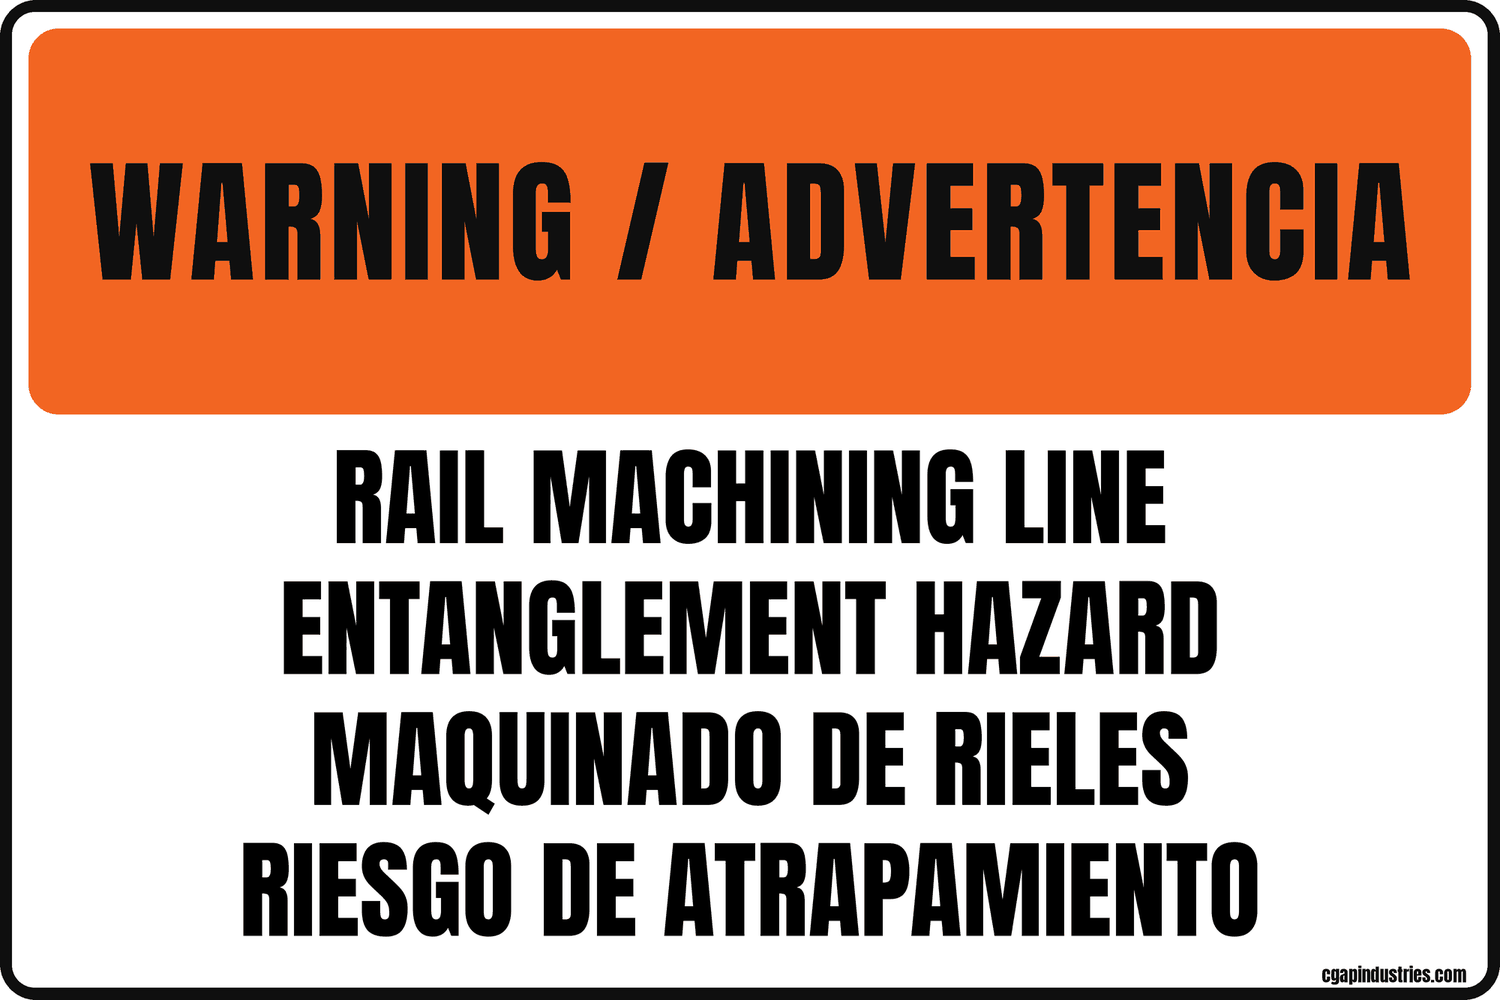 WARNING / ADVERTENCIA
RAIL MACHINING LINE
ENTANGLEMENT HAZARD
MAQUINADO DE RIELES
RIESGO DE ATRAPAMIENTO
cgapindustries.com